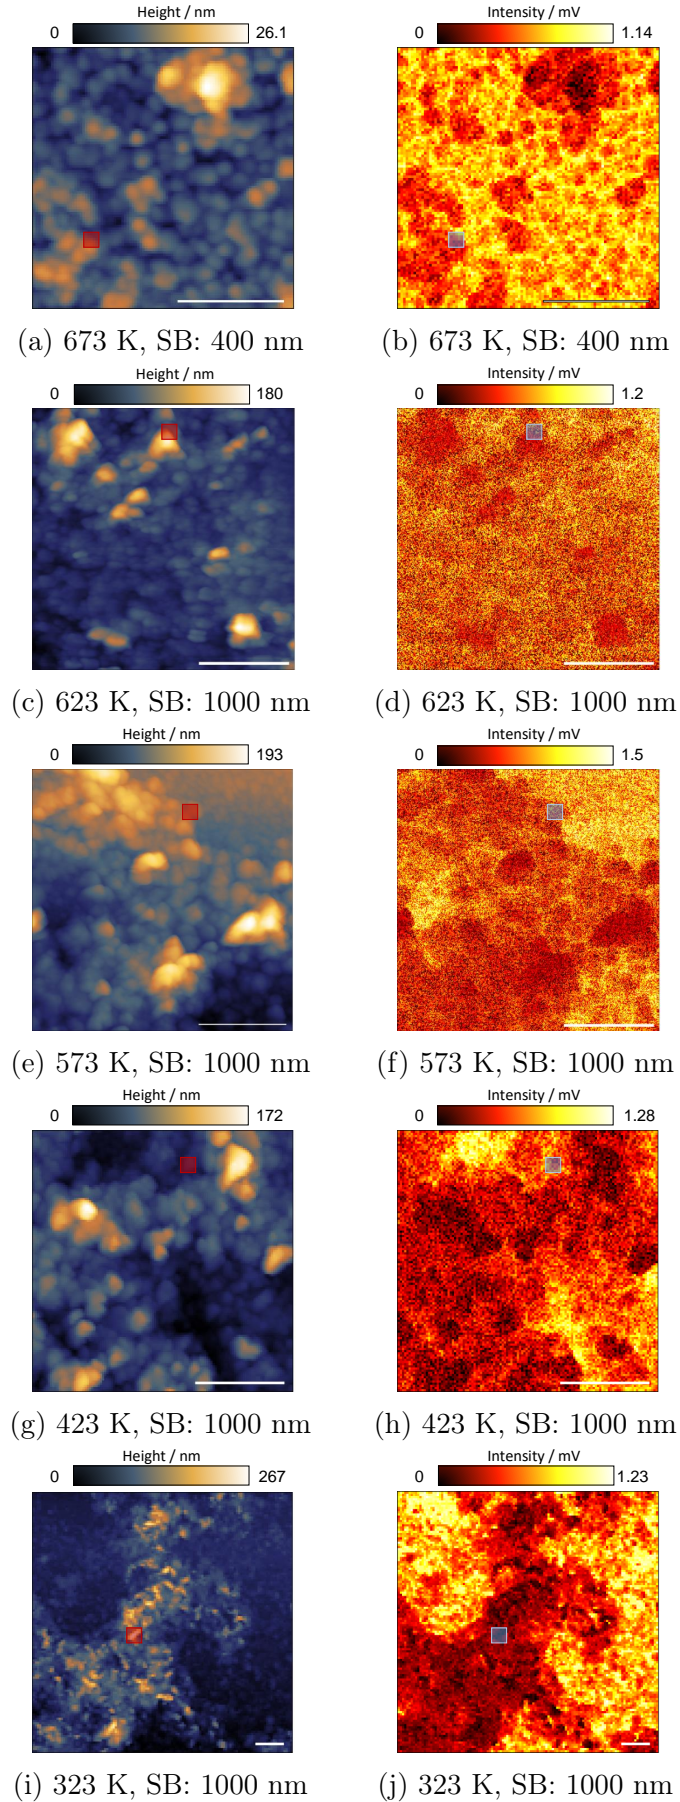 Height / nm
0 26.1
Intensity / mV
0 1.14
(a) 673 K, SB: 400 nm
(b) 673 K, SB: 400 nm
Height / nm
0 180
Intensity / mV
0 1.2
(c) 623 K, SB: 1000 nm
(d) 623 K, SB: 1000 nm
Height / nm
0 193
Intensity / mV
0 1.5
(e) 573 K, SB: 1000 nm
(f) 573 K, SB: 1000 nm
Height / nm
0 172
Intensity / mV
0 1.28
(g) 423 K, SB: 1000 nm
(h) 423 K, SB: 1000 nm
Height / nm
0 267
Intensity / mV
0 1.23
(i) 323 K, SB: 1000 nm
(j) 323 K, SB: 1000 nm